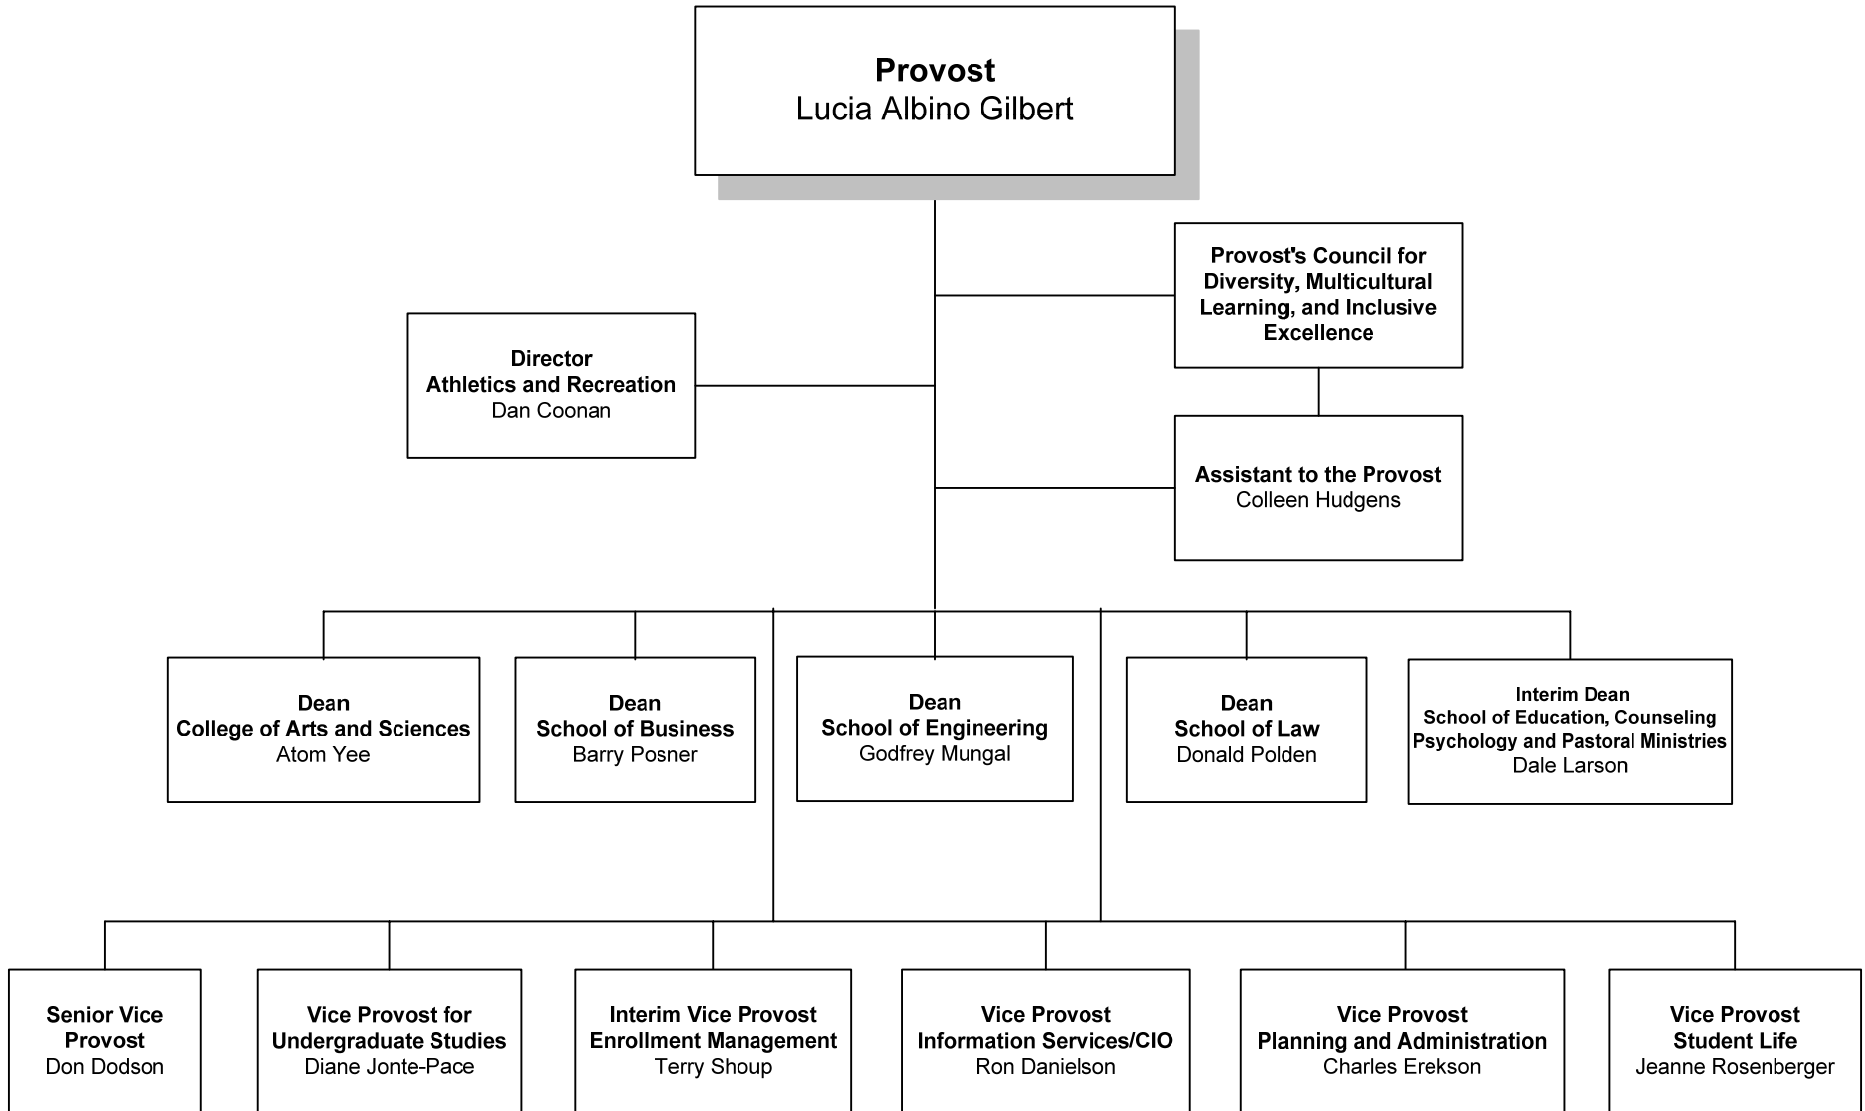 Provost
Lucia Albino Gilbert
Provost's Council for
Diversity, Multicultural
Learning, and Inclusive
Excellence
Director
Athletics and Recreation
Dan Coonan
Assistant to the Provost
Colleen Hudgens
Dean
College of Arts and Sciences
Atom Yee
Dean
School of Business
Barry Posner
Dean
School of Engineering
Godfrey Mungal
Dean
School of Law
Donald Polden
Interim Dean
School of Education, Counseling
Psychology and Pastoral Ministries
Dale Larson
Senior Vice
Provost
Don Dodson
Vice Provost for
Undergraduate Studies
Diane Jonte-Pace
Interim Vice Provost
Enrollment Management
Terry Shoup
Vice Provost
Information Services/CIO
Ron Danielson
Vice Provost
Planning and Administration
Charles Erekson
Vice Provost
Student Life
Jeanne Rosenberger